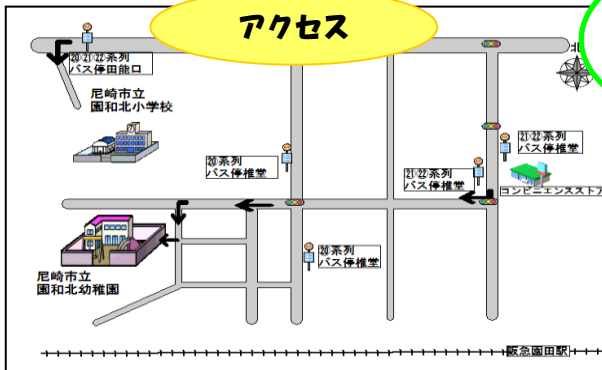 アクセス
20・21・22系列
バス停田能口
北
尼崎市立
園和北小学校
20系列
バス停椎堂
21・22系列
バス停椎堂
21・22系列
バス停椎堂
コンビニエンスストア
20系列
バス停椎堂
尼崎市立
園和北幼稚園
阪急園田駅